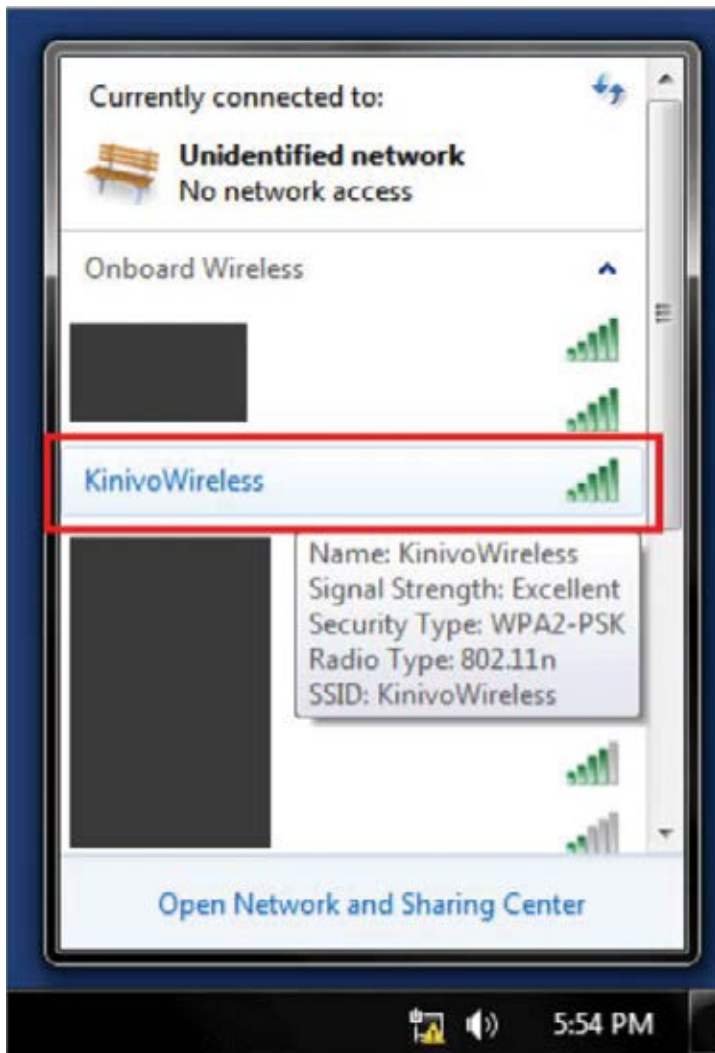 Currently connected to:
Unidentified network
No network access
Onboard Wireless
KinivoWireless
Name: KinivoWireless
Signal Strength: Excellent
Security Type: WPA2-PSK
Radio Type: 802.11n
SSID: KinivoWireless
Open Network and Sharing Center
5:54 PM